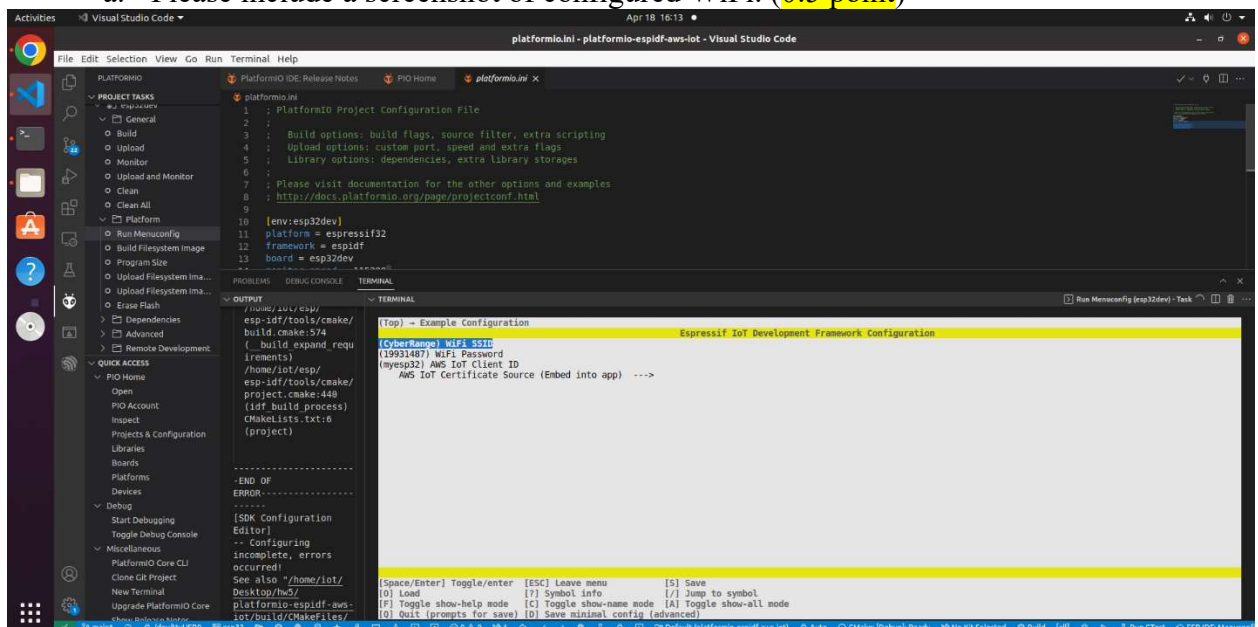 a. Please include a screenshot of configured WiFi. (0.5 point)
Activities Visual Studio Code Apr 18 16:13
platformio.ini - platformio-espidf-aws-iot - Visual Studio Code
File Edit Selection View Go Run Terminal Help
PLATFORMIO
PROJECT TASKS
esp32dev
General
Build
Upload
Monitor
Upload and Monitor
Clean
Clean All
Platform
Run Menuconfig
Build Filesystem Image
Program Size
Upload Filesystem Ima...
Upload Filesystem Ima...
Erase Flash
Dependencies
Advanced
Remote Development
QUICK ACCESS
PIO Home
Open
PIO Account
Inspect
Projects & Configuration
Libraries
Boards
Platforms
Devices
Debug
Start Debugging
Toggle Debug Console
Miscellaneous
PlatformIO Core CLI
Clone Git Project
New Terminal
Upgrade PlatformIO Core
Show Release Notes
PlatformIO IDE: Release Notes PIO Home platformio.ini
platformio.ini
1 ; PlatformIO Project Configuration File
2 ;
3 ; Build options: build flags, source filter, extra scripting
4 ; Upload options: custom port, speed and extra flags
5 ; Library options: dependencies, extra library storages
6 ;
7 ; Please visit documentation for the other options and examples
8 ; http://docs.platformio.org/page/projectconf.html
9
10 [env:esp32dev]
11 platform = espressif32
12 framework = espidf
13 board = esp32dev
PROBLEMS DEBUG CONSOLE TERMINAL
OUTPUT
/home/iot/esp/
esp-idf/tools/cmake/
build.cmake:574
(__build_expand_requ
irements)
/home/iot/esp/
esp-idf/tools/cmake/
project.cmake:440
(idf_build_process)
CMakeLists.txt:6
(project)
---------------------
-END OF
ERROR----------------
------
[SDK Configuration
Editor]
-- Configuring
incomplete, errors
occurred!
See also "/home/iot/
Desktop/hw5/
platformio-espidf-aws-
iot/build/CMakeFiles/
TERMINAL Run Menuconfig (esp32dev) - Task
(Top) → Example Configuration
Espressif IoT Development Framework Configuration
(CyberRange) WiFi SSID
(19931487) WiFi Password
(myesp32) AWS IoT Client ID
AWS IoT Certificate Source (Embed into app) --->
[Space/Enter] Toggle/enter [ESC] Leave menu [S] Save
[O] Load [?] Symbol info [/] Jump to symbol
[F] Toggle show-help mode [C] Toggle show-name mode [A] Toggle show-all mode
[Q] Quit (prompts for save) [D] Save minimal config (advanced)